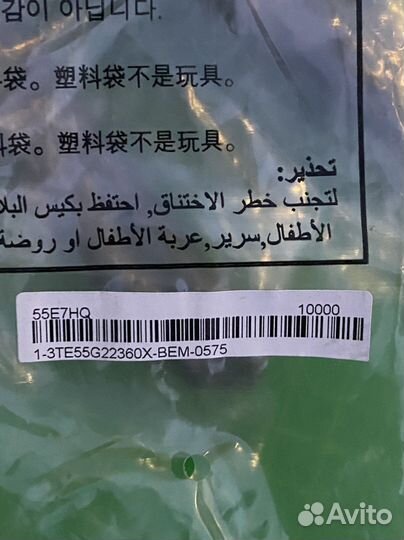 감이 아닙니다.
袋。塑料袋不是玩具。
料袋。塑料袋不是玩具。
تحذير:
لتجنب خطر الاختناق, احتفظ بكيس البلا
الأطفال,سرير,عربة الأطفال او روضة
55E7HQ 10000
1-3TE55G22360X-BEM-0575
Avito